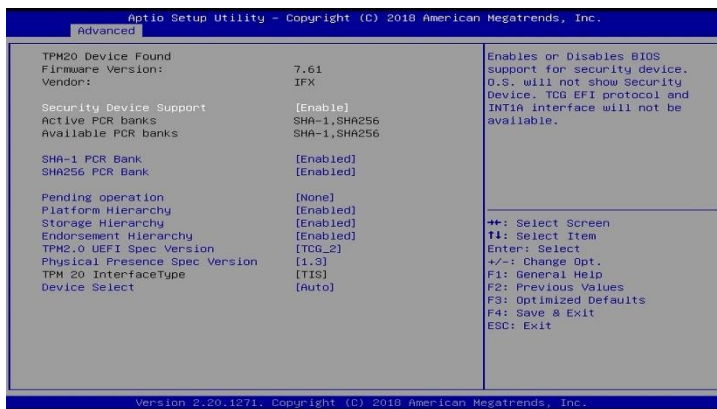 Aptio Setup Utility – Copyright (C) 2018 American Megatrends, Inc.
Advanced
TPM20 Device Found
Firmware Version: 7.61
Vendor: IFX
Security Device Support [Enable]
Active PCR banks SHA-1,SHA256
Available PCR banks SHA-1,SHA256
SHA-1 PCR Bank [Enabled]
SHA256 PCR Bank [Enabled]
Pending operation [None]
Platform Hierarchy [Enabled]
Storage Hierarchy [Enabled]
Endorsement Hierarchy [Enabled]
TPM2.0 UEFI Spec Version [TCG_2]
Physical Presence Spec Version [1.3]
TPM 20 InterfaceType [TIS]
Device Select [Auto]
Enables or Disables BIOS
support for security device.
O.S. will not show Security
Device. TCG EFI protocol and
INT1A interface will not be
available.
→←: Select Screen
↑↓: Select Item
Enter: Select
+/-: Change Opt.
F1: General Help
F2: Previous Values
F3: Optimized Defaults
F4: Save & Exit
ESC: Exit
Version 2.20.1271. Copyright (C) 2018 American Megatrends, Inc.